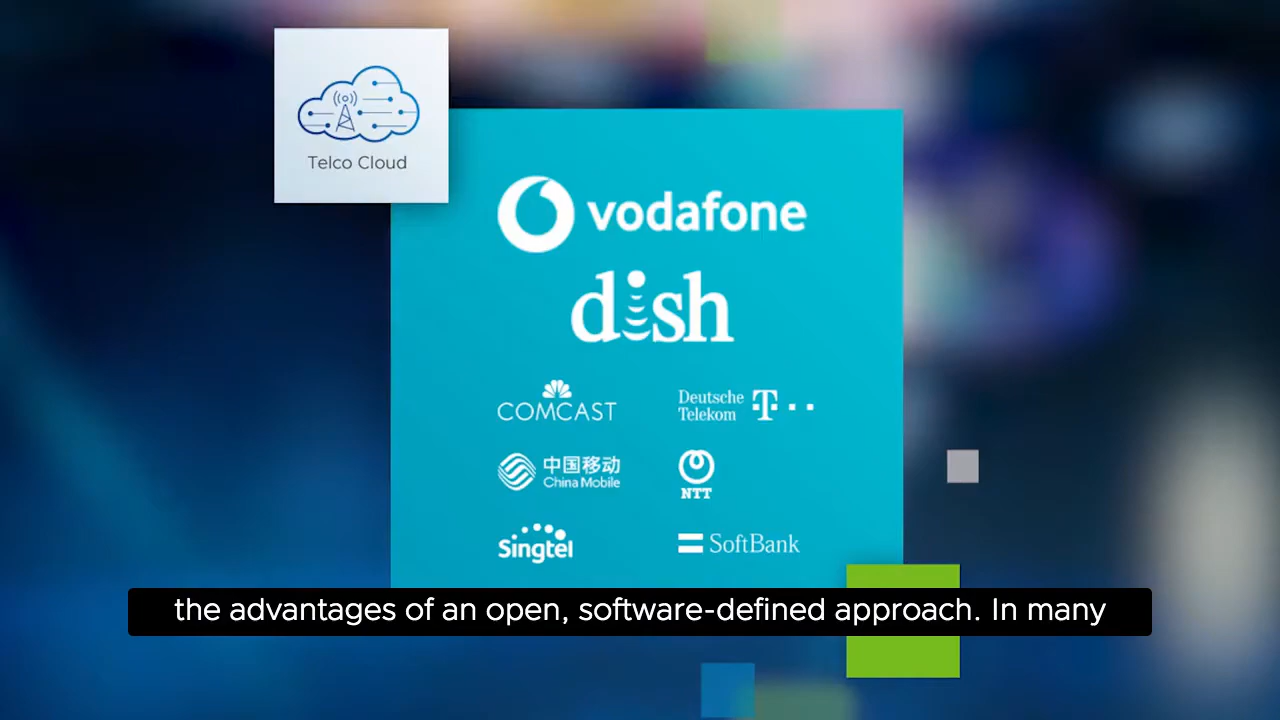 Telco Cloud
vodafone
dish
COMCAST
Deutsche
Telekom T
中国移动
China Mobile
NTT
Singtel
SoftBank
the advantages of an open, software-defined approach. In many